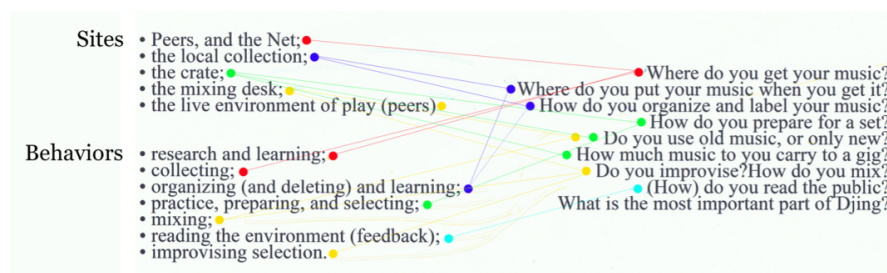 Sites
• Peers, and the Net;
• the local collection;
• the crate;
• the mixing desk;
• the live environment of play (peers)
Behaviors
• research and learning;
• collecting;
• organizing (and deleting) and learning;
• practice, preparing, and selecting;
• mixing;
• reading the environment (feedback);
• improvising selection.
Where do you get your music?
Where do you put your music when you get it?
How do you organize and label your music?
How do you prepare for a set?
Do you use old music, or only new?
How much music to you carry to a gig?
Do you improvise?How do you mix?
(How) do you read the public?
What is the most important part of Djing?